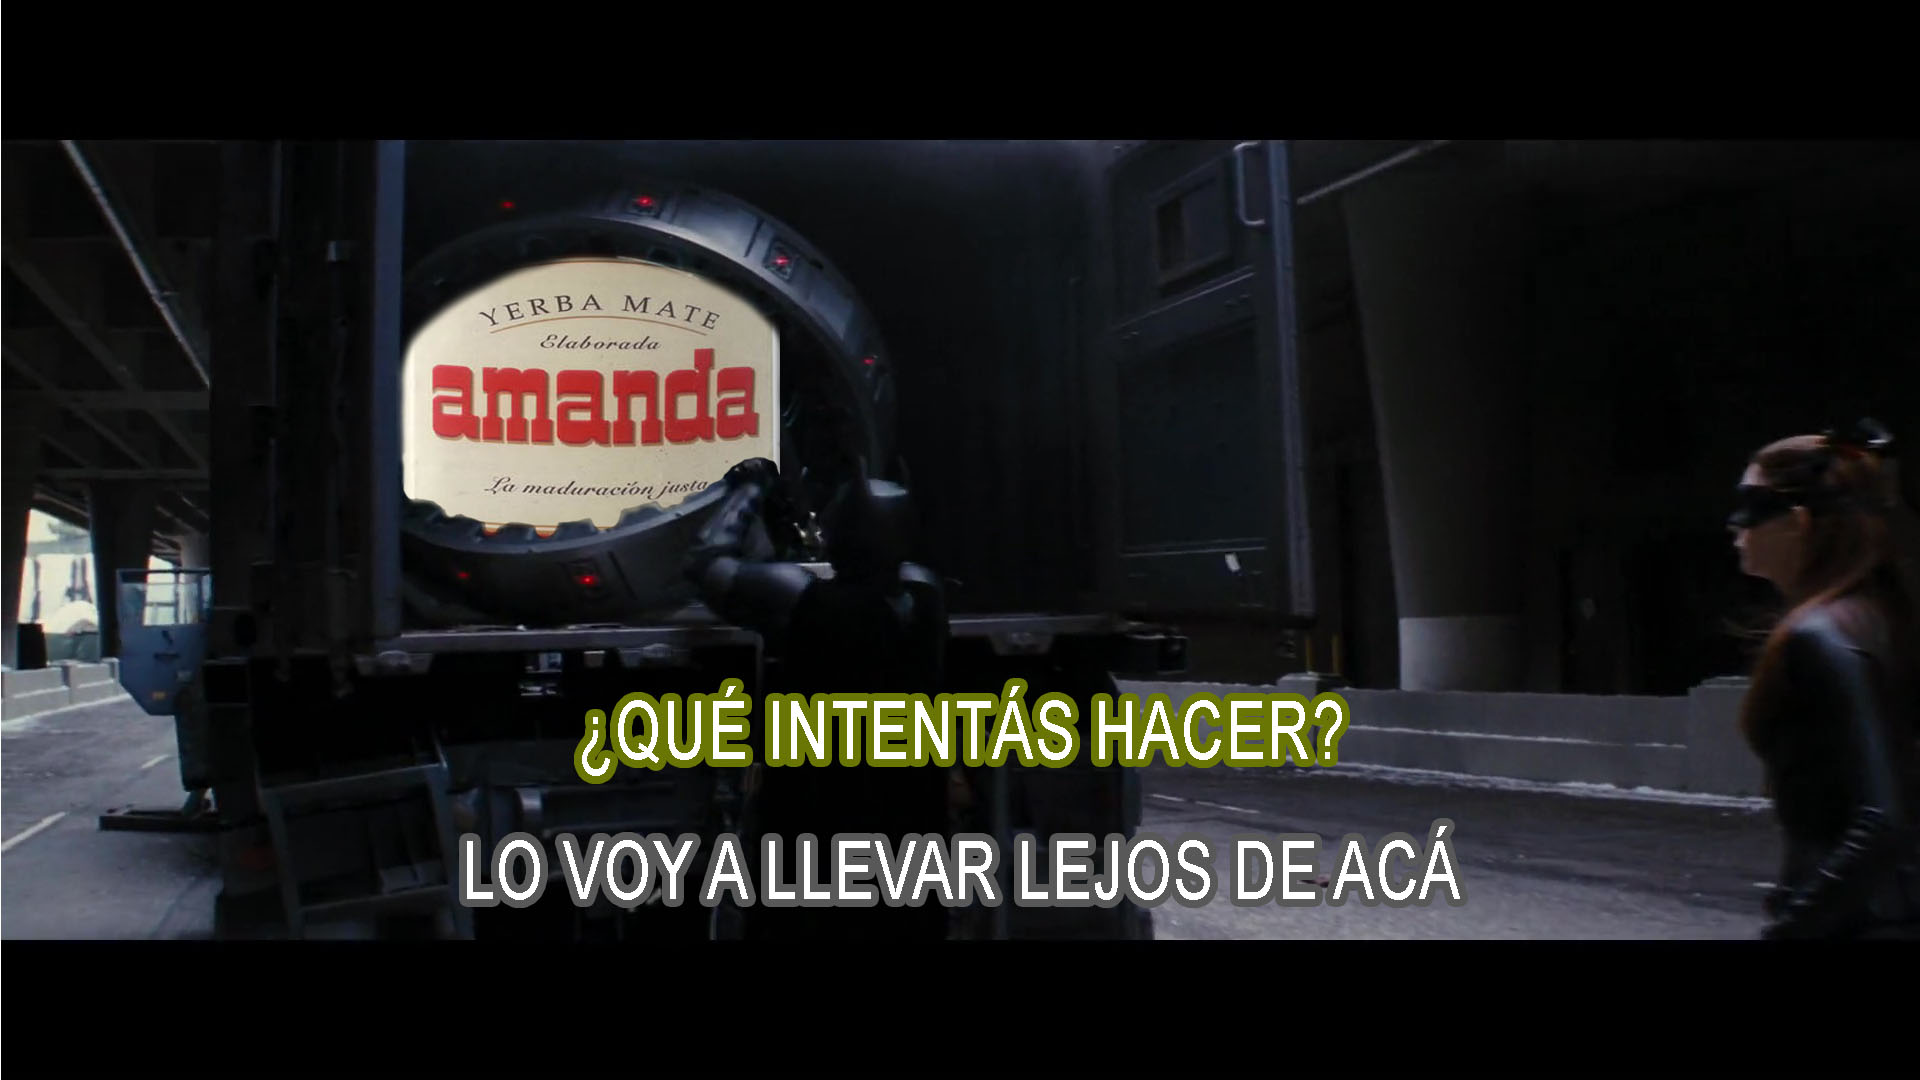 YERBA MATE
Elaborada
amanda
La maduración justa
¿QUÉ INTENTÁS HACER?
LO VOY A LLEVAR LEJOS DE ACÁ